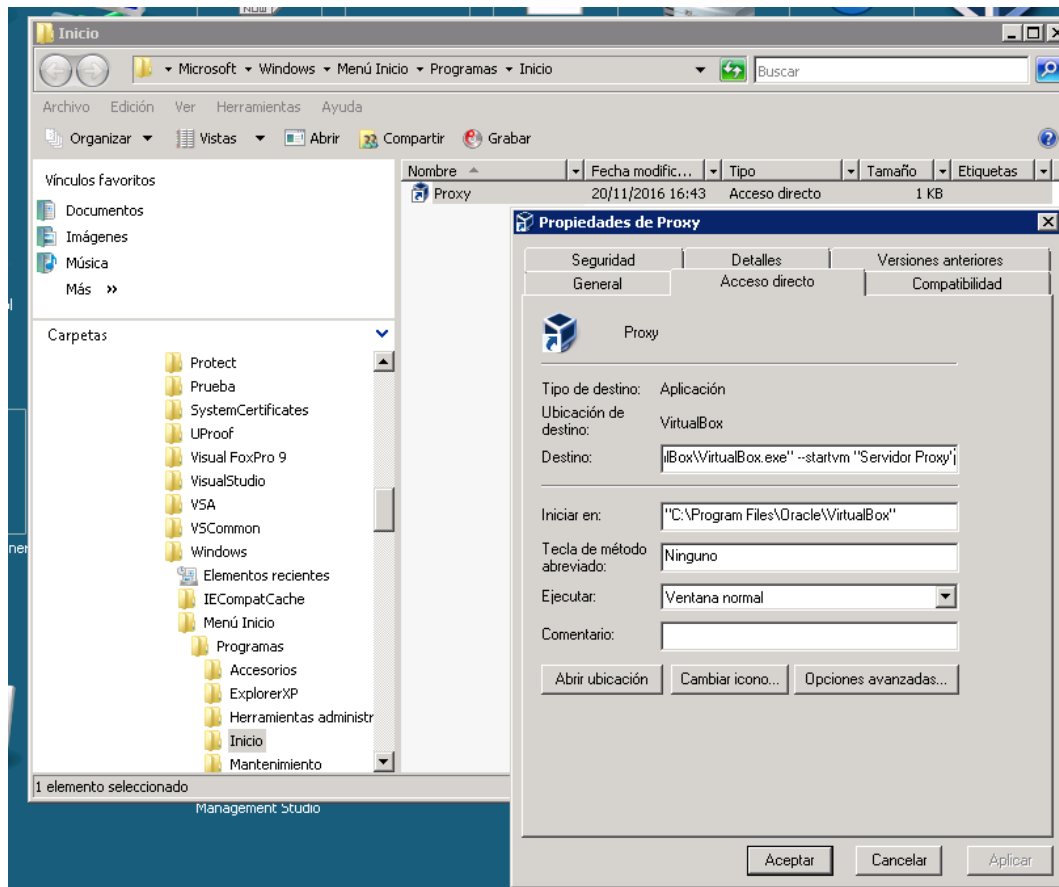 Inicio
Microsoft Windows Menú Inicio Programas Inicio
Buscar
Archivo Edición Ver Herramientas Ayuda
Organizar Vistas Abrir Compartir Grabar
Vínculos favoritos
Documentos
Imágenes
Música
Más »
Carpetas
Protect
Prueba
SystemCertificates
UProof
Visual FoxPro 9
VisualStudio
VSA
VSCommon
Windows
Elementos recientes
IECompatCache
Menú Inicio
Programas
Accesorios
ExplorerXP
Herramientas administr
Inicio
Mantenimiento
1 elemento seleccionado
Nombre Fecha modific... Tipo Tamaño Etiquetas
Proxy 20/11/2016 16:43 Acceso directo 1 KB
Propiedades de Proxy
Seguridad Detalles Versiones anteriores
General Acceso directo Compatibilidad
Proxy
Tipo de destino: Aplicación
Ubicación de
destino: VirtualBox
Destino: lBox\VirtualBox.exe" --startvm "Servidor Proxy"
Iniciar en: "C:\Program Files\Oracle\VirtualBox"
Tecla de método
abreviado: Ninguno
Ejecutar: Ventana normal
Comentario:
Abrir ubicación Cambiar icono... Opciones avanzadas...
Aceptar Cancelar Aplicar
Management Studio